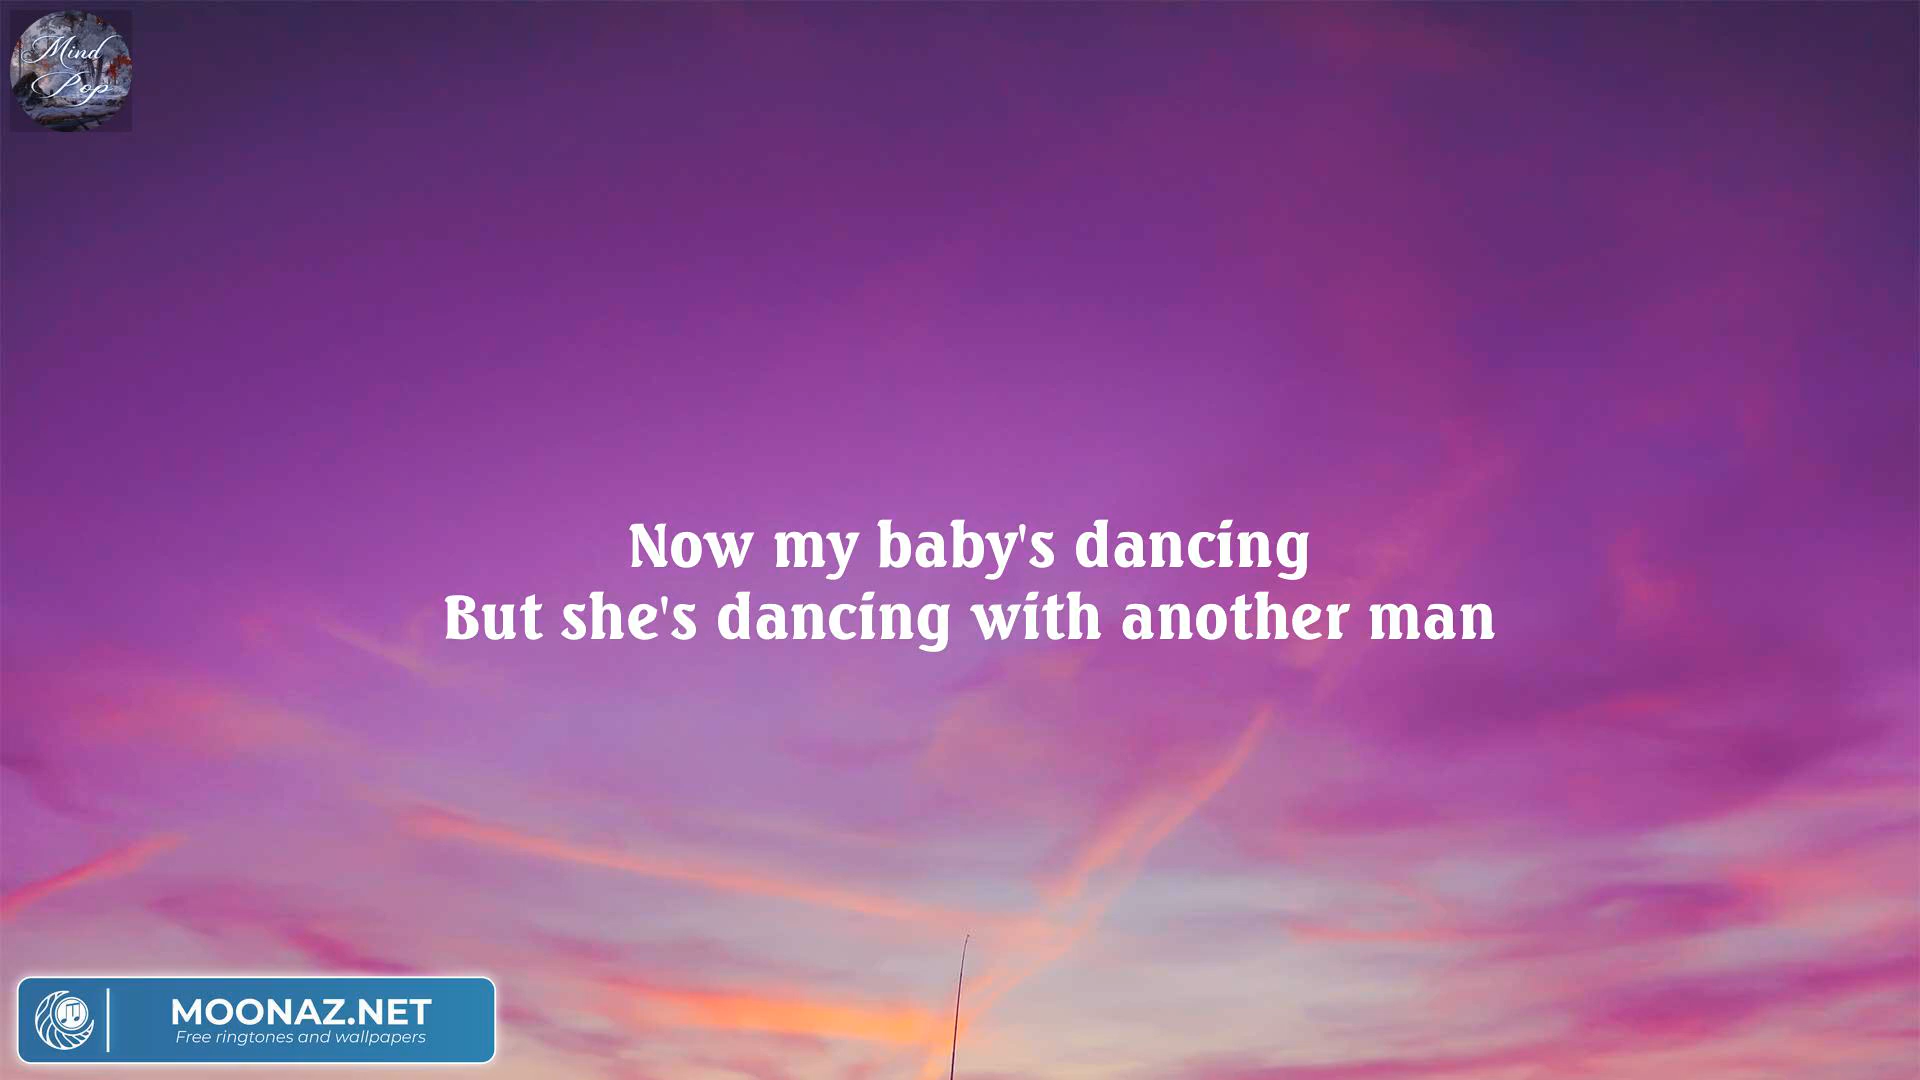 Mind
Pop
Now my baby's dancing
But she's dancing with another man
MOONAZ.NET
Free ringtones and wallpapers